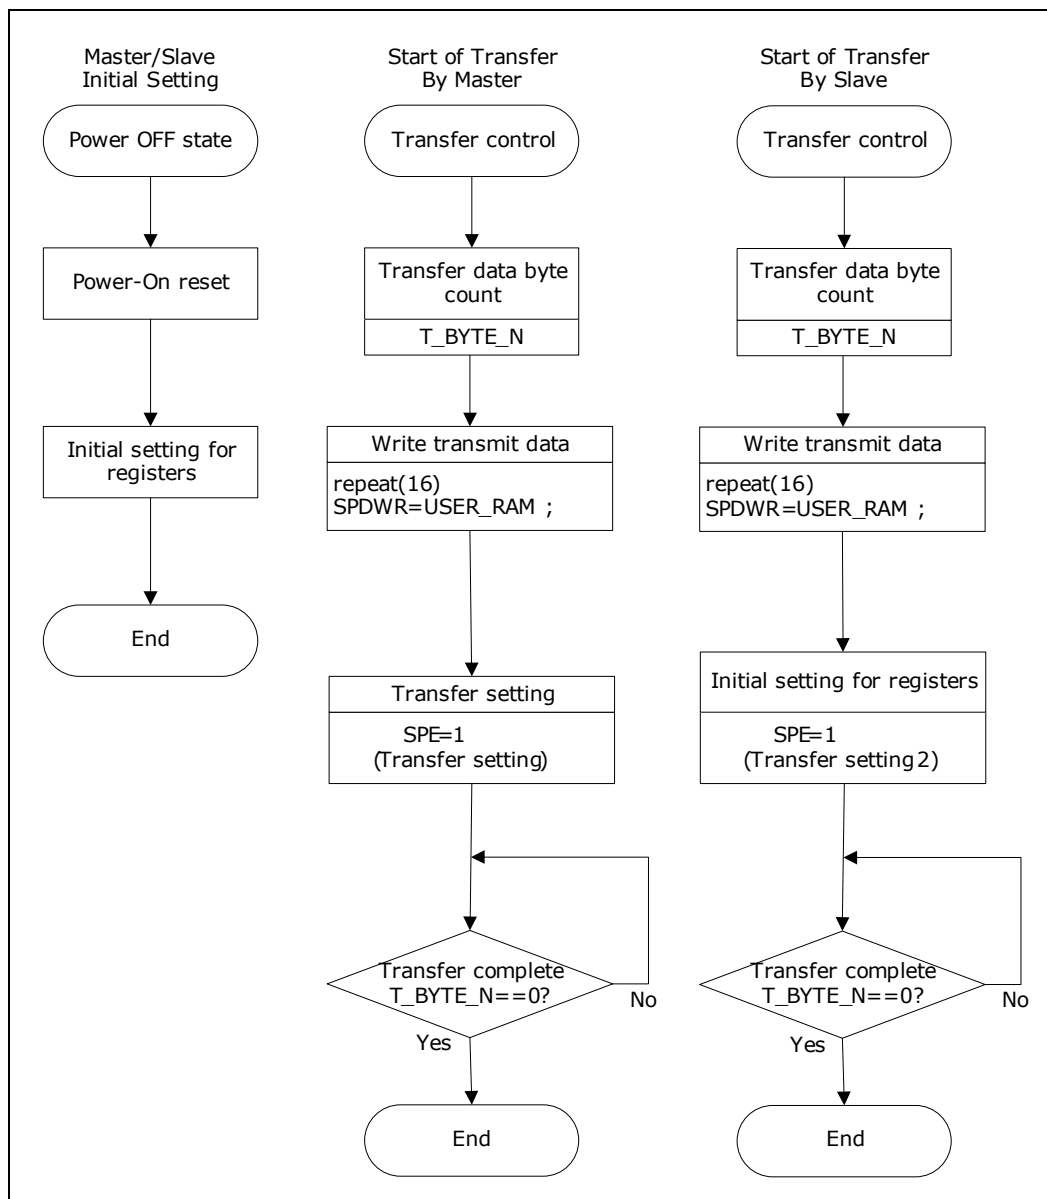 Master/Slave
Initial Setting
Power OFF state
Power-On reset
Initial setting for
registers
End
Start of Transfer
By Master
Transfer control
Transfer data byte
count
T_BYTE_N
Write transmit data
repeat(16)
SPDWR=USER_RAM ;
Transfer setting
SPE=1
(Transfer setting)
Transfer complete
T_BYTE_N==0?
No
Yes
End
Start of Transfer
By Slave
Transfer control
Transfer data byte
count
T_BYTE_N
Write transmit data
repeat(16)
SPDWR=USER_RAM ;
Initial setting for registers
SPE=1
(Transfer setting2)
Transfer complete
T_BYTE_N==0?
No
Yes
End